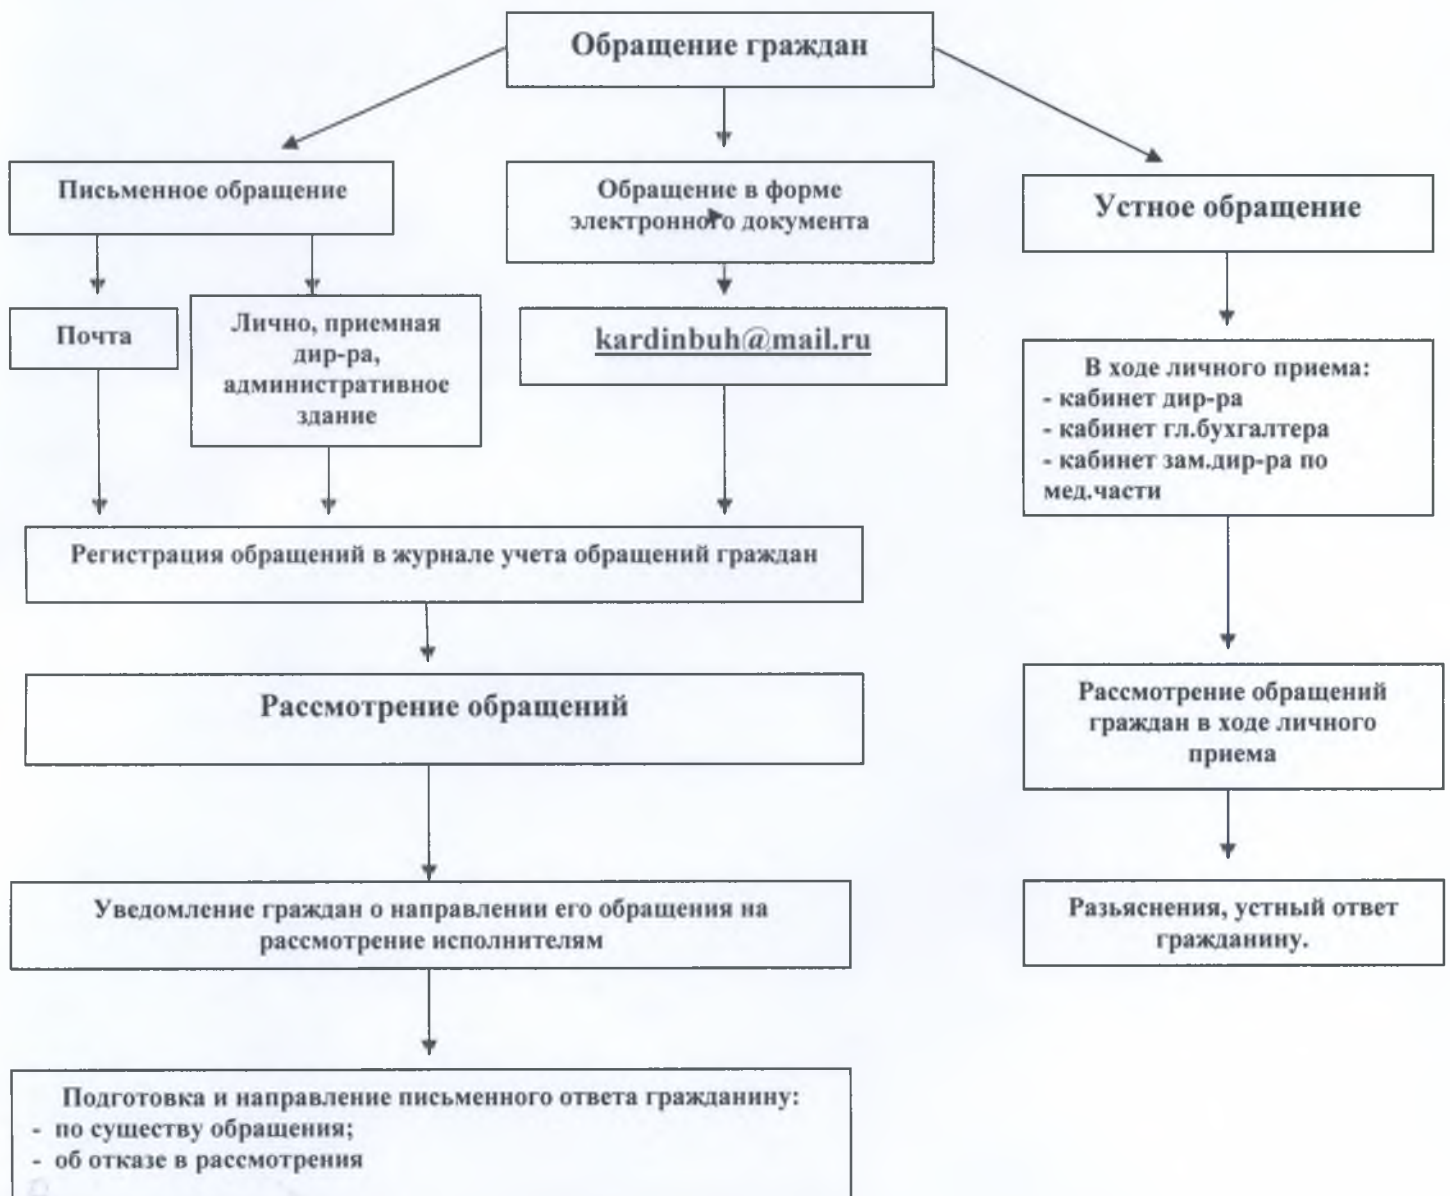 Обращение граждан
Письменное обращение
Обращение в форме
электронного документа
Устное обращение
Почта
Лично, приемная
дир-ра,
административное
здание
kardinbuh@mail.ru
В ходе личного приема:
- кабинет дир-ра
- кабинет гл.бухгалтера
- кабинет зам.дир-ра по
мед.части
Регистрация обращений в журнале учета обращений граждан
Рассмотрение обращений
Рассмотрение обращений
граждан в ходе личного
приема
Уведомление граждан о направлении его обращения на
рассмотрение исполнителям
Разьяснения, устный ответ
гражданину.
Подготовка и направление письменного ответа гражданину:
- по существу обращения;
- об отказе в рассмотрения